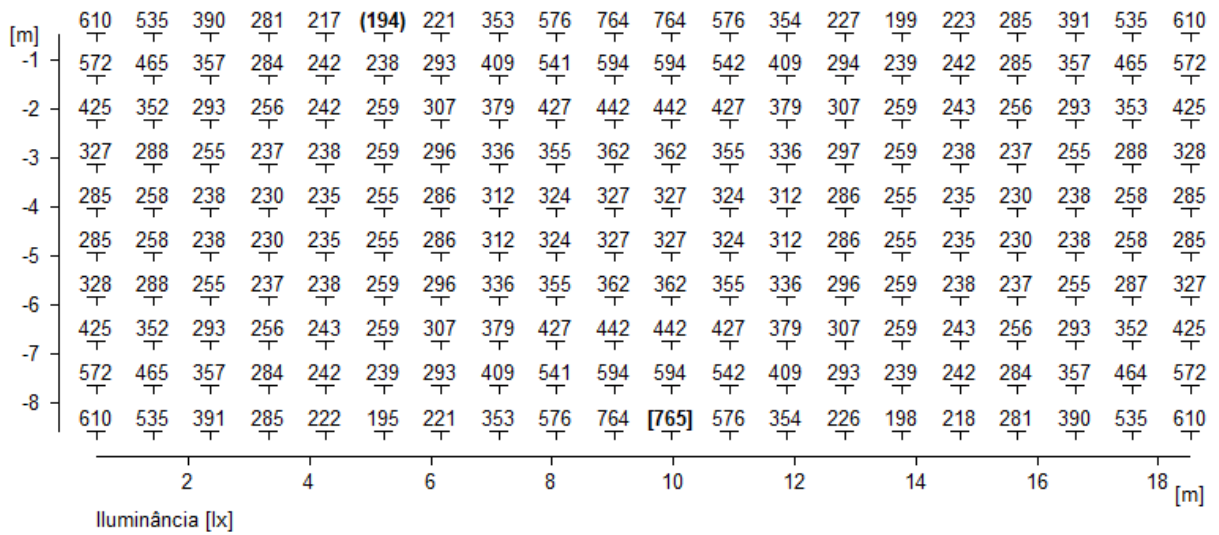 610 535 390 281 217 (194) 221 353 576 764 764 576 354 227 199 223 285 391 535 610
[m]
-1 572 465 357 284 242 238 293 409 541 594 594 542 409 294 239 242 285 357 465 572
-2 425 352 293 256 242 259 307 379 427 442 442 427 379 307 259 243 256 293 353 425
-3 327 288 255 237 238 259 296 336 355 362 362 355 336 297 259 238 237 255 288 328
-4 285 258 238 230 235 255 286 312 324 327 327 324 312 286 255 235 230 238 258 285
-5 285 258 238 230 235 255 286 312 324 327 327 324 312 286 255 235 230 238 258 285
-6 328 288 255 237 238 259 296 336 355 362 362 355 336 296 259 238 237 255 287 327
-7 425 352 293 256 243 259 307 379 427 442 442 427 379 307 259 243 256 293 352 425
-8 572 465 357 284 242 239 293 409 541 594 594 542 409 293 239 242 284 357 464 572
610 535 391 285 222 195 221 353 576 764 [765] 576 354 226 198 218 281 390 535 610
2 4 6 8 10 12 14 16 18 [m]
Iluminância [lx]